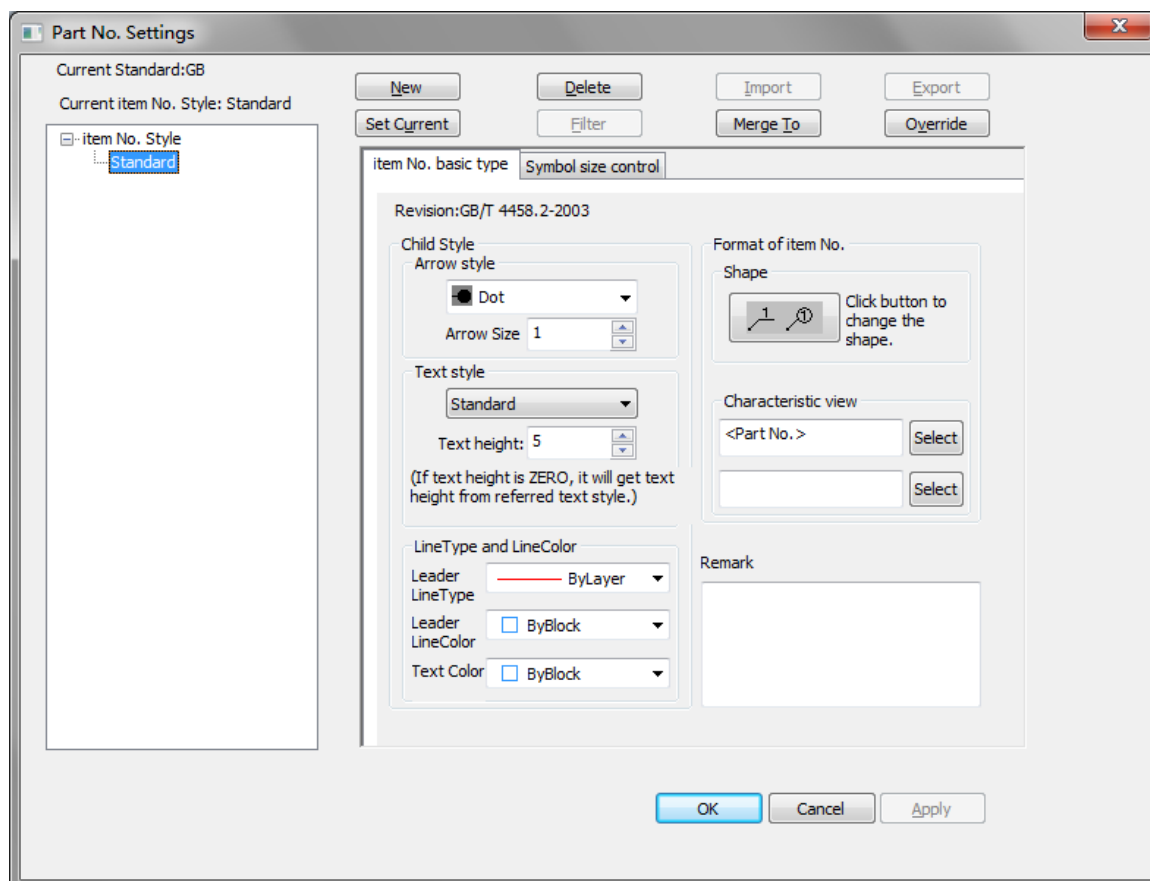 Part No. Settings
X
Current Standard:GB
Current item No. Style: Standard
New
Delete
Import
Export
Set Current
Filter
Merge To
Override
item No. Style
Standard
item No. basic type
Symbol size control
Revision:GB/T 4458.2-2003
Child Style
Arrow style
Dot
Arrow Size
1
Text style
Standard
Text height:
5
(If text height is ZERO, it will get text
height from referred text style.)
LineType and LineColor
Leader
LineType
ByLayer
Leader
LineColor
ByBlock
Text Color
ByBlock
Format of item No.
Shape
1
1
Click button to
change the
shape.
Characteristic view
<Part No.>
Select
Select
Remark
OK
Cancel
Apply